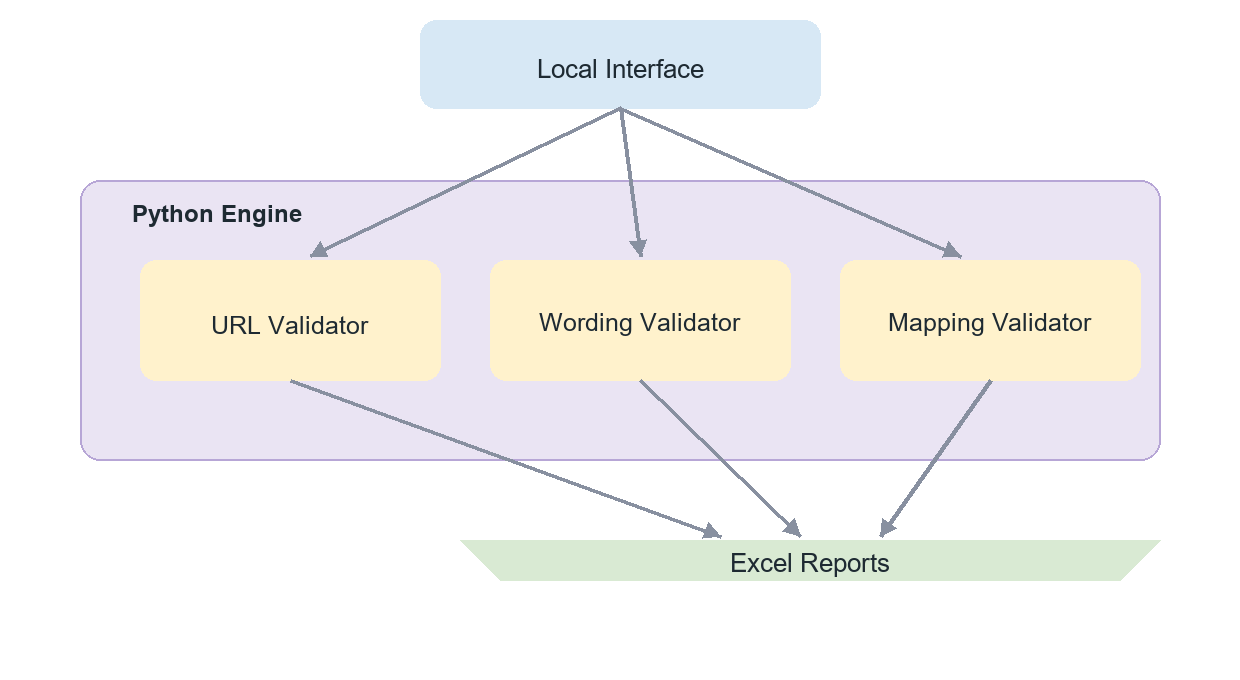 Local Interface
Python Engine
URL Validator
Wording Validator
Mapping Validator
Excel Reports